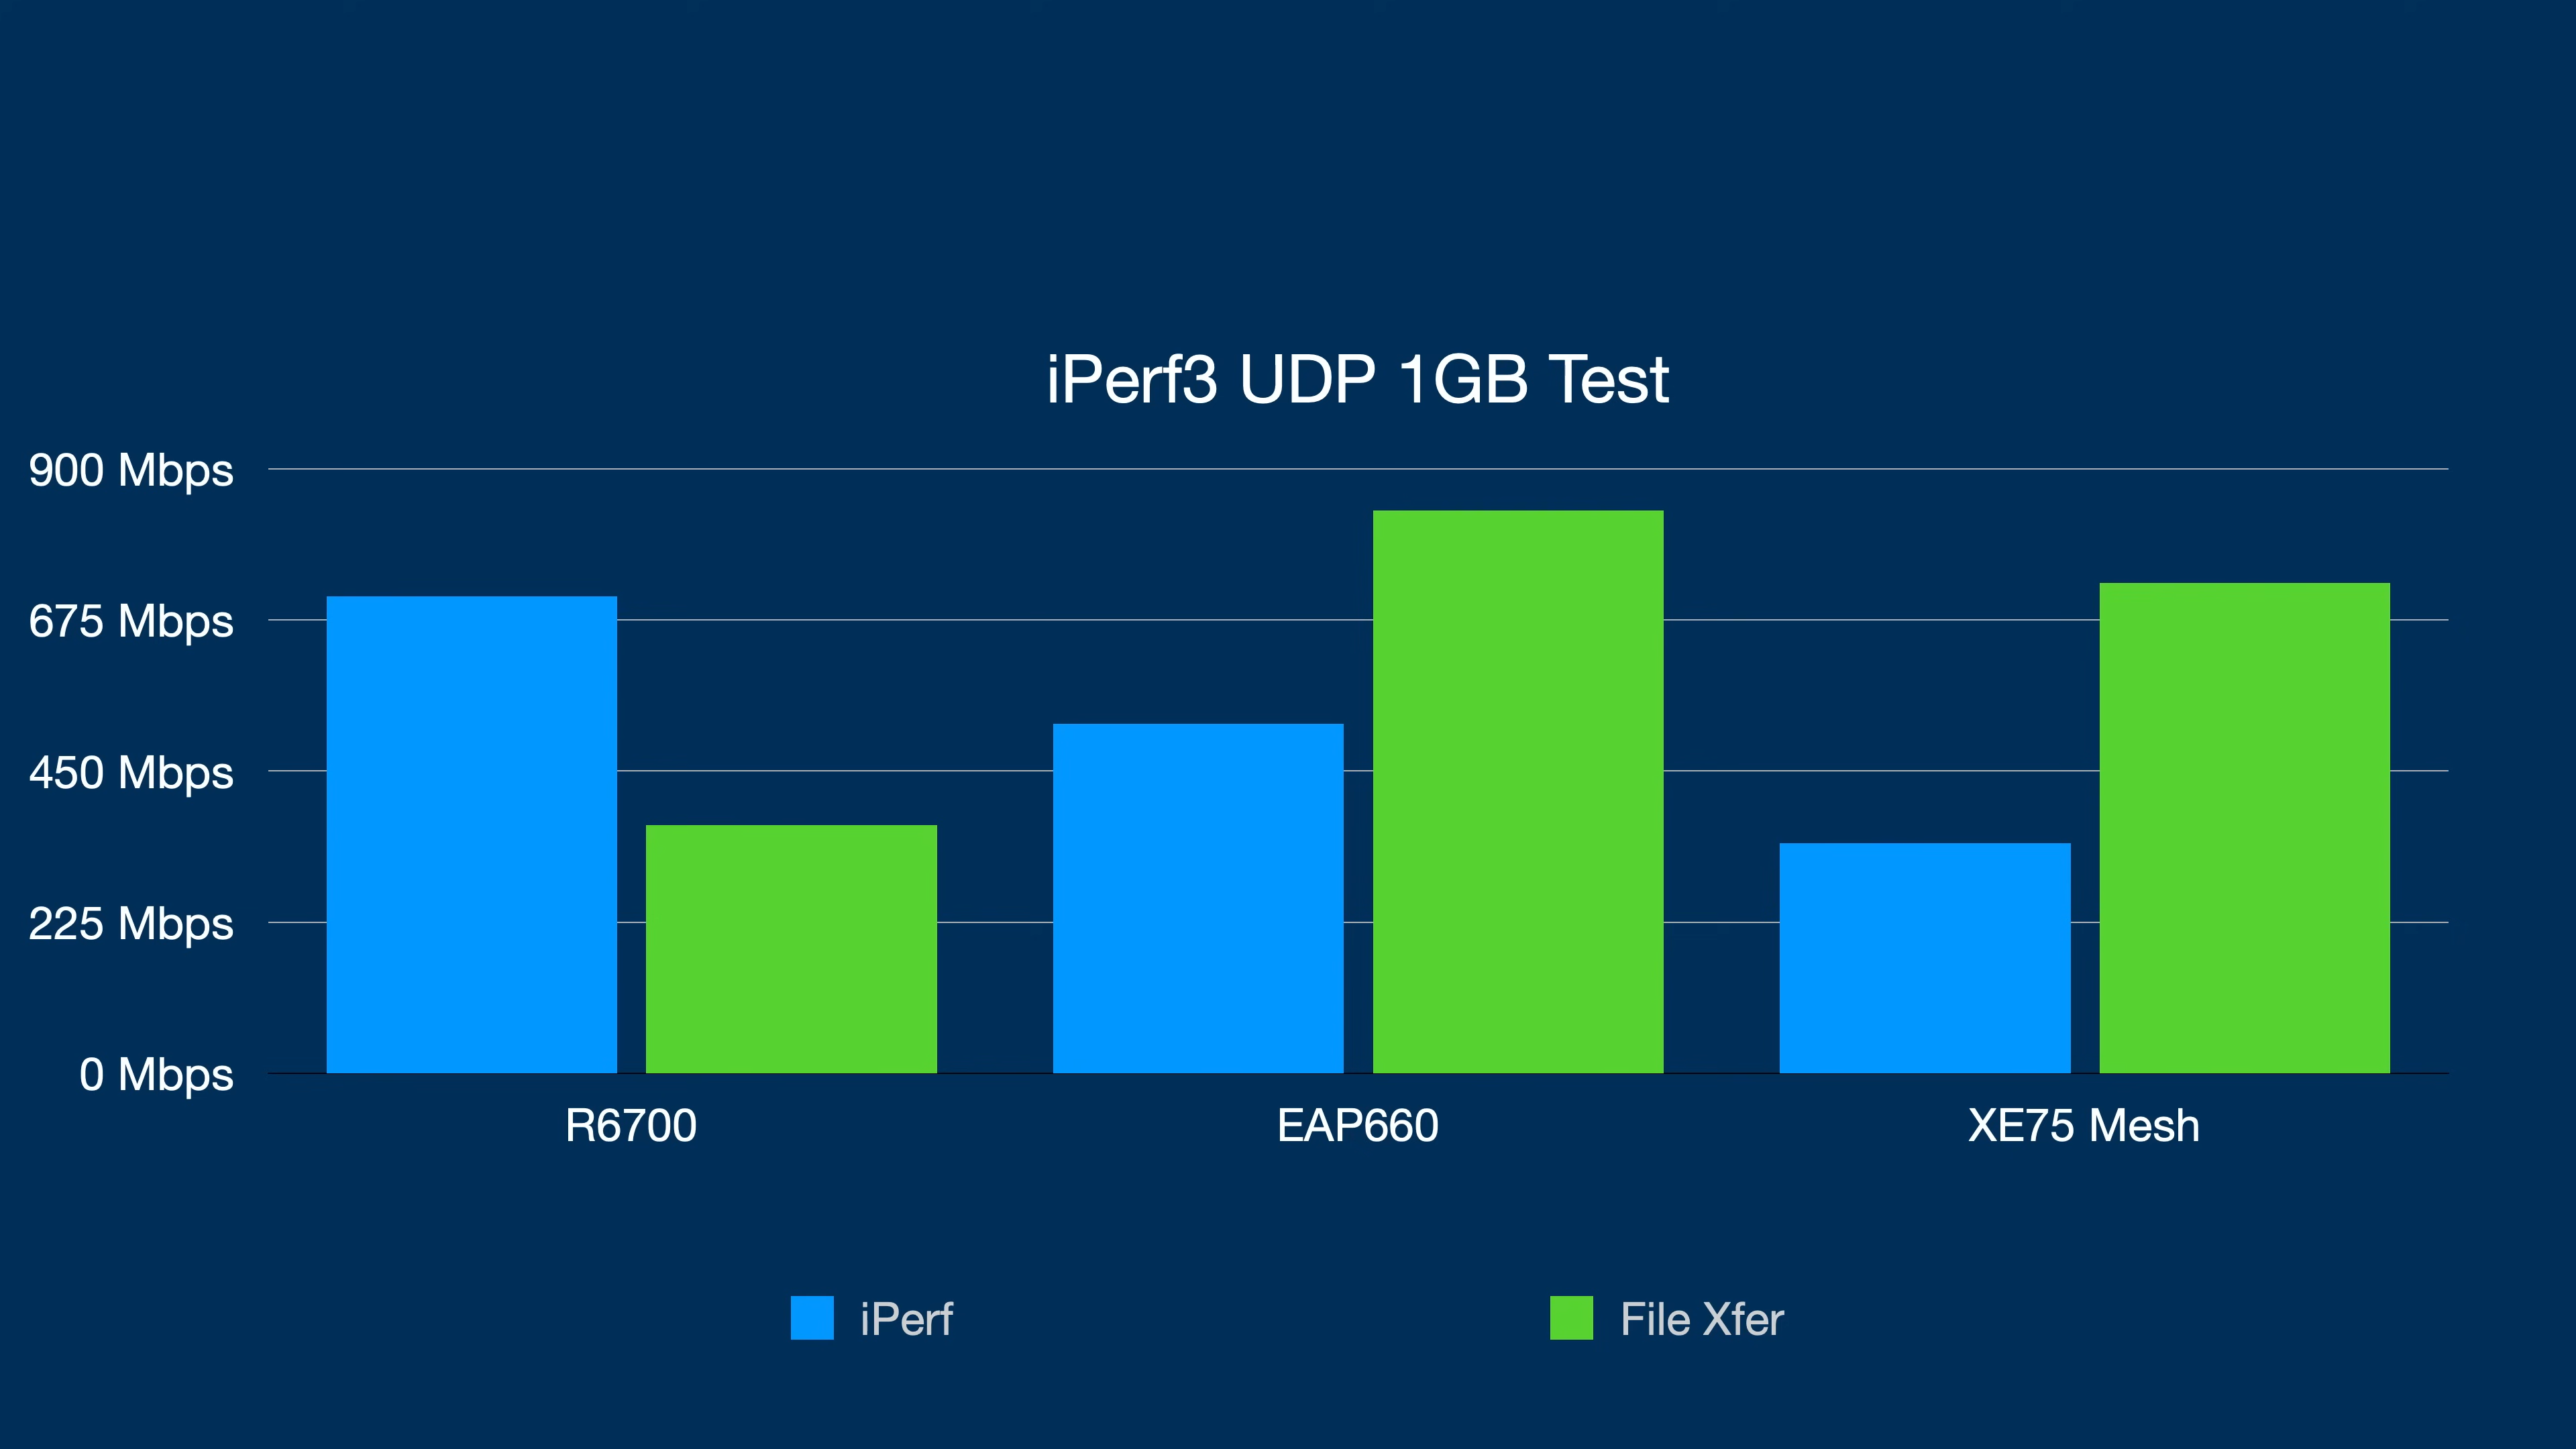 iPerf3 UDP 1GB Test
900 Mbps
675 Mbps
450 Mbps
225 Mbps
0 Mbps
R6700
EAP660
XE75 Mesh
iPerf
File Xfer